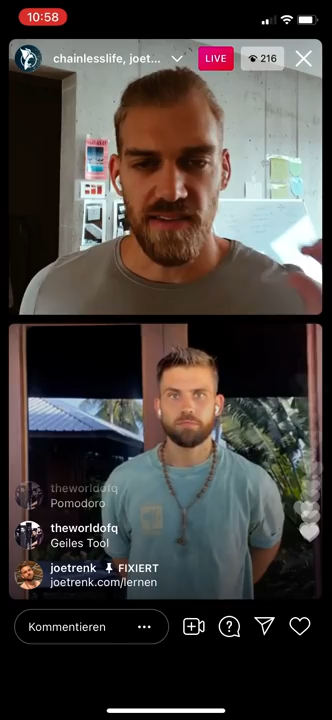 10:58
chainlesslife, joet...
LIVE
216
theworldofq
Pomodoro
theworldofq
Geiles Tool
joetrenk FIXIERT
joetrenk.com/lernen
Kommentieren